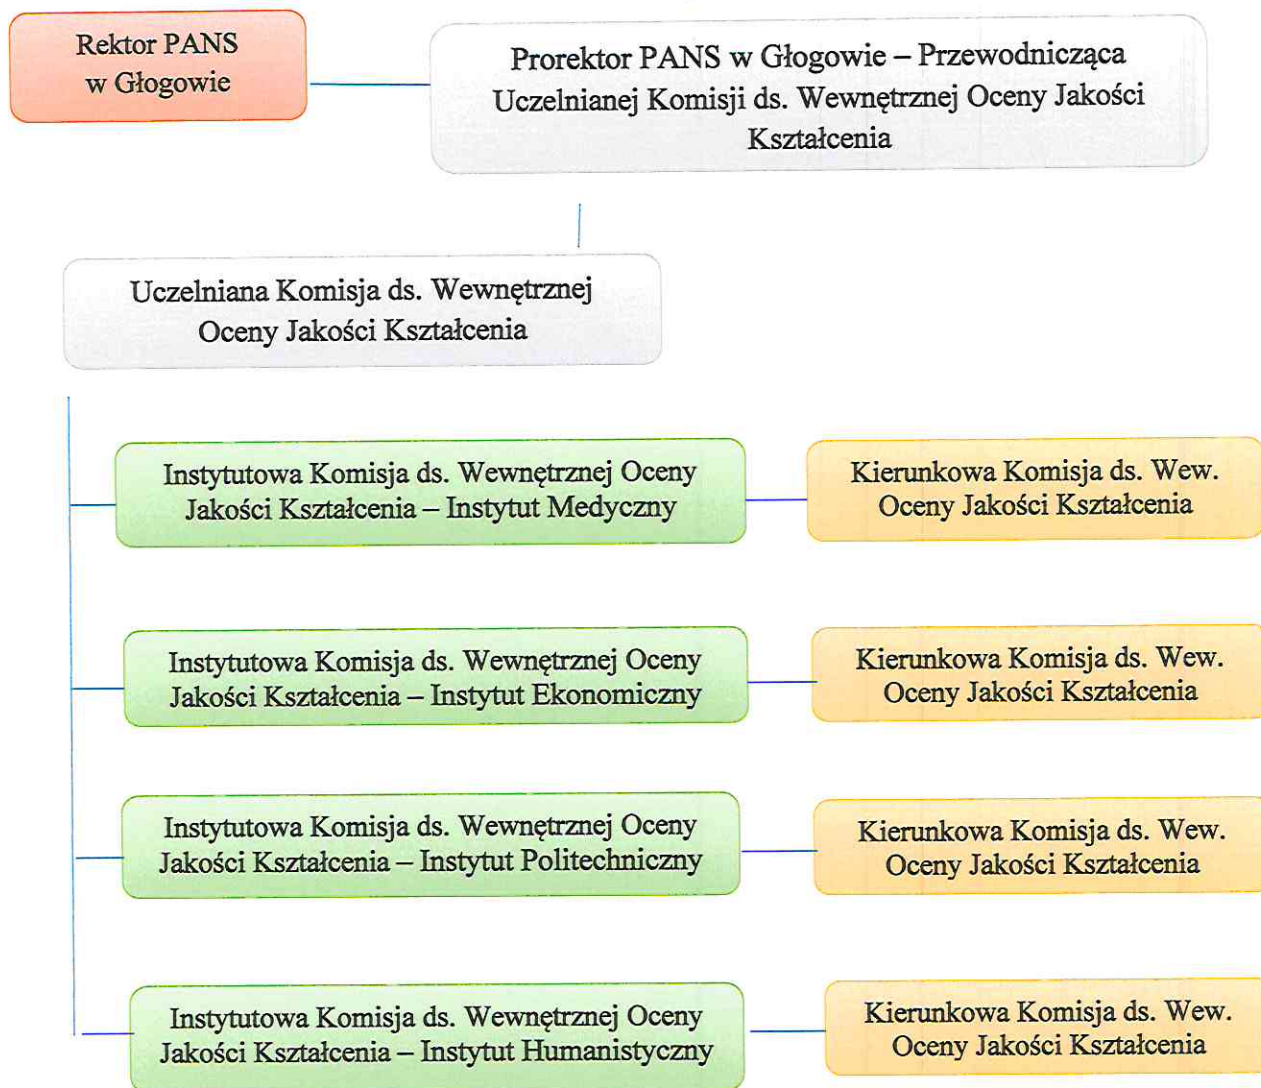 Rektor PANS
w Głogowie
Prorektor PANS w Głogowie – Przewodnicząca
Uczelnianej Komisji ds. Wewnętrznej Oceny Jakości
Kształcenia
Uczelniana Komisja ds. Wewnętrznej
Oceny Jakości Kształcenia
Instytutowa Komisja ds. Wewnętrznej Oceny
Jakości Kształcenia – Instytut Medyczny
Kierunkowa Komisja ds. Wew.
Oceny Jakości Kształcenia
Instytutowa Komisja ds. Wewnętrznej Oceny
Jakości Kształcenia – Instytut Ekonomiczny
Kierunkowa Komisja ds. Wew.
Oceny Jakości Kształcenia
Instytutowa Komisja ds. Wewnętrznej Oceny
Jakości Kształcenia – Instytut Politechniczny
Kierunkowa Komisja ds. Wew.
Oceny Jakości Kształcenia
Instytutowa Komisja ds. Wewnętrznej Oceny
Jakości Kształcenia – Instytut Humanistyczny
Kierunkowa Komisja ds. Wew.
Oceny Jakości Kształcenia